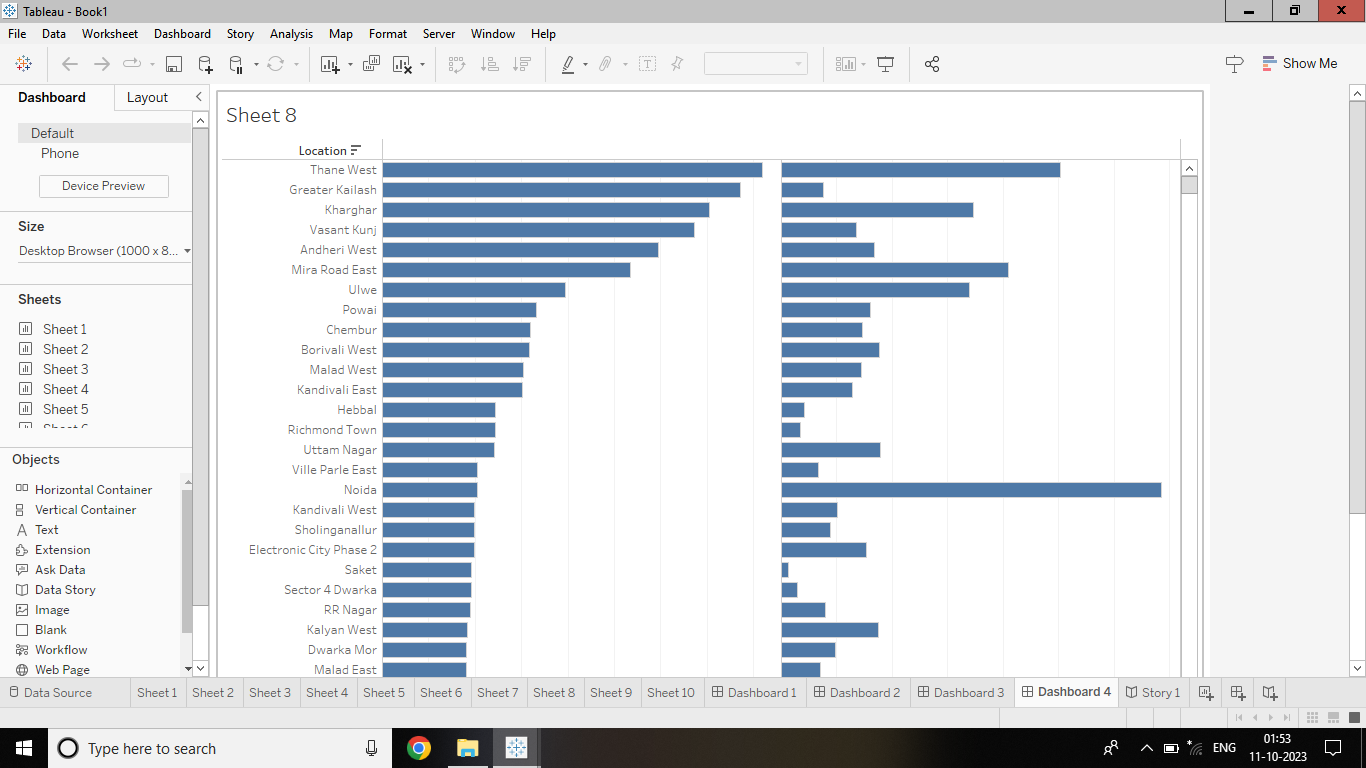 Tableau - Book1
File Data Worksheet Dashboard Story Analysis Map Format Server Window Help
Show Me
Dashboard Layout
Default
Phone
Device Preview
Size
Desktop Browser (1000 x 8...
Sheets
Sheet 1
Sheet 2
Sheet 3
Sheet 4
Sheet 5
Objects
Horizontal Container
Vertical Container
Text
Extension
Ask Data
Data Story
Image
Blank
Workflow
Web Page
Sheet 8
Location
Thane West
Greater Kailash
Kharghar
Vasant Kunj
Andheri West
Mira Road East
Ulwe
Powai
Chembur
Borivali West
Malad West
Kandivali East
Hebbal
Richmond Town
Uttam Nagar
Ville Parle East
Noida
Kandivali West
Sholinganallur
Electronic City Phase 2
Saket
Sector 4 Dwarka
RR Nagar
Kalyan West
Dwarka Mor
Malad East
Data Source Sheet 1 Sheet 2 Sheet 3 Sheet 4 Sheet 5 Sheet 6 Sheet 7 Sheet 8 Sheet 9 Sheet 10 Dashboard 1 Dashboard 2 Dashboard 3 Dashboard 4 Story 1
Type here to search
ENG
01:53
11-10-2023